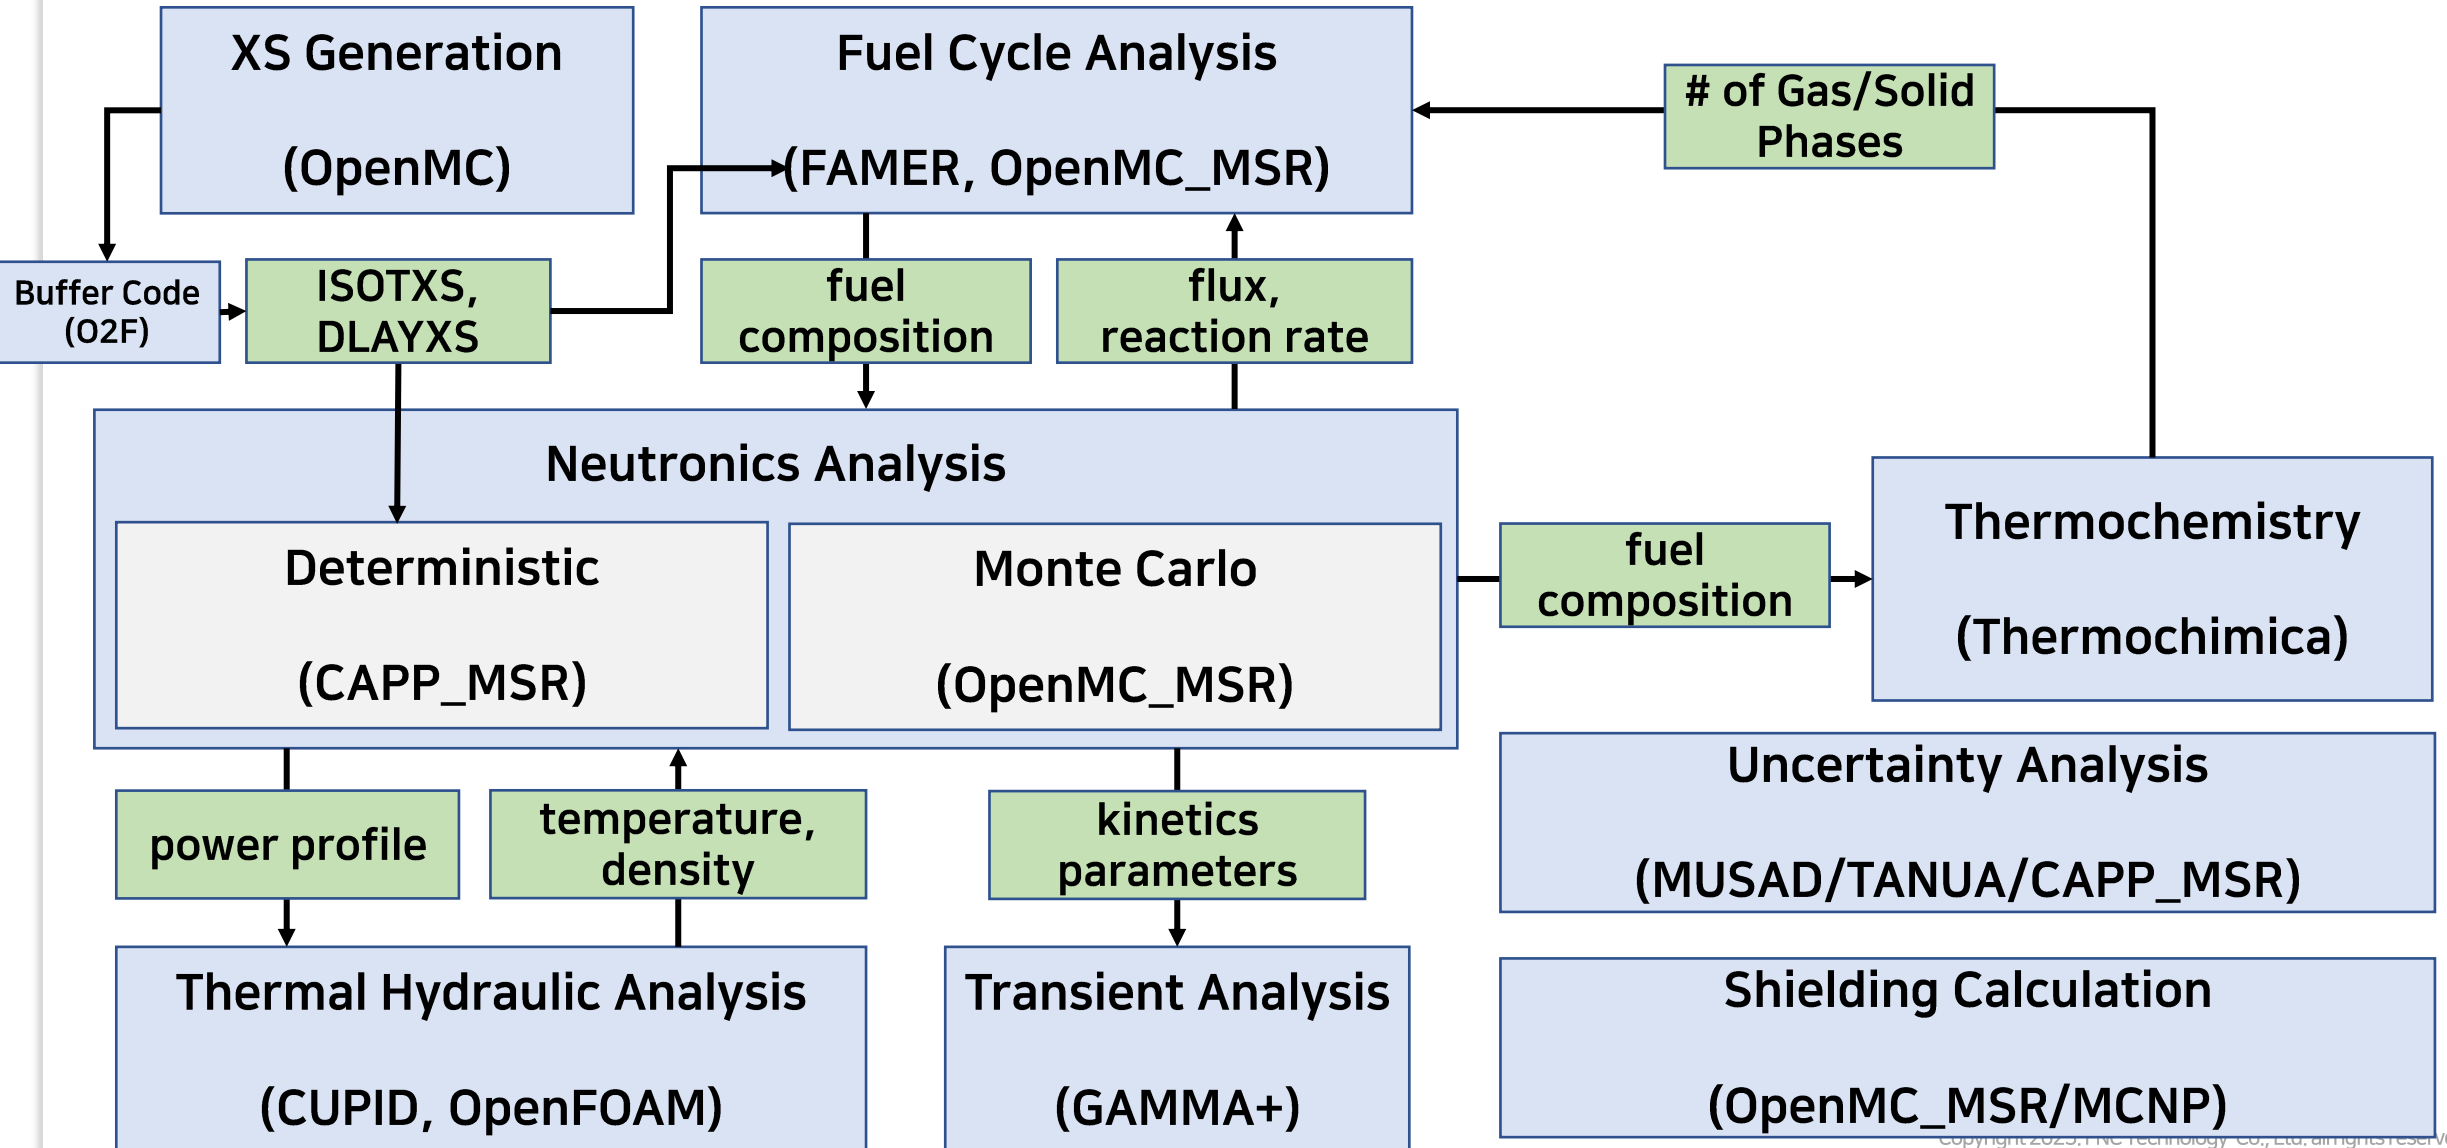 XS Generation
(OpenMC)
Fuel Cycle Analysis
(FAMER, OpenMC_MSR)
# of Gas/Solid
Phases
Buffer Code
(O2F)
ISOTXS,
DLAYXS
fuel
composition
flux,
reaction rate
Neutronics Analysis
Deterministic
(CAPP_MSR)
Monte Carlo
(OpenMC_MSR)
fuel
composition
Thermochemistry
(Thermochimica)
power profile
temperature,
density
kinetics
parameters
Uncertainty Analysis
(MUSAD/TANUA/CAPP_MSR)
Thermal Hydraulic Analysis
(CUPID, OpenFOAM)
Transient Analysis
(GAMMA+)
Shielding Calculation
(OpenMC_MSR/MCNP)